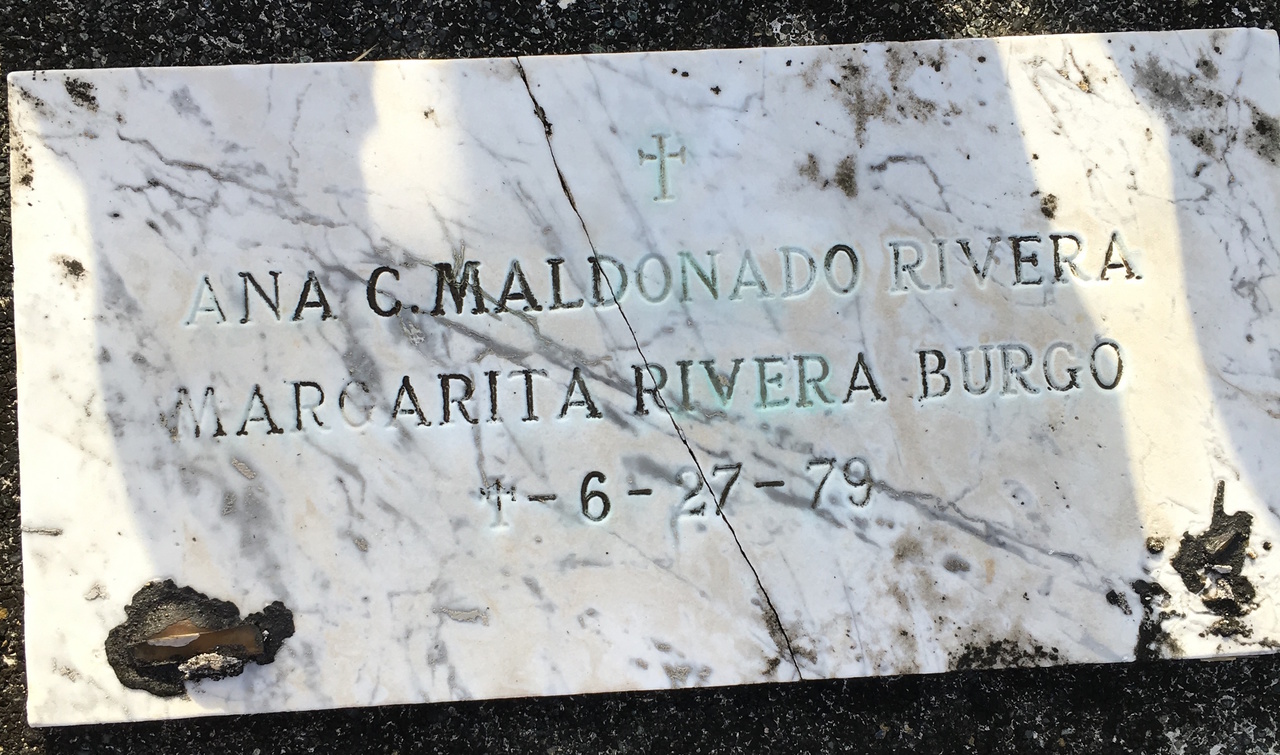 ✝
ANA C. MALDONADO RIVERA
MARGARITA RIVERA BURGO
✝ - 6 - 27 - 79